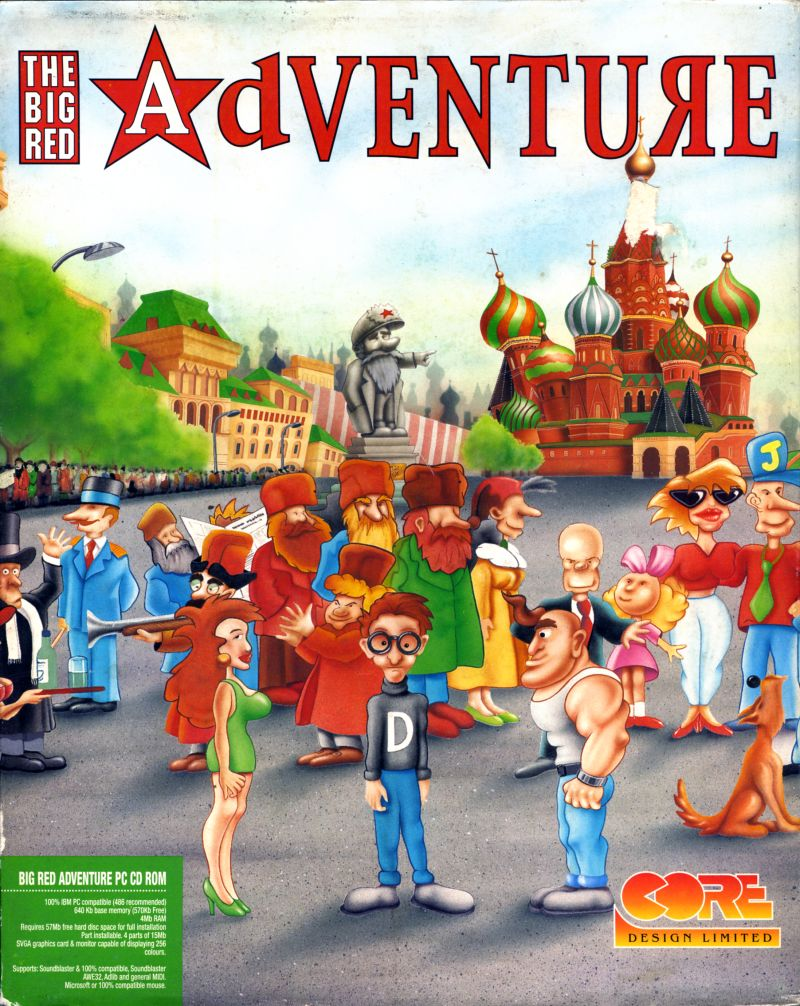 THE
BIG
RED
AdVENTUЯE
J
D
BIG RED ADVENTURE PC CD ROM
100% IBM PC compatible (486 recommended)
640 Kb base memory (570Kb Free)
4Mb RAM
Requires 57Mb free hard disc space for full installation
Part installable. 4 parts of 15Mb
SVGA graphics card & monitor capable of displaying 256
colours.
Supports: Soundblaster & 100% compatible, Soundblaster
AWE32, Adlib and general MIDI.
Microsoft or 100% compatible mouse.
CORE
DESIGN LIMITED